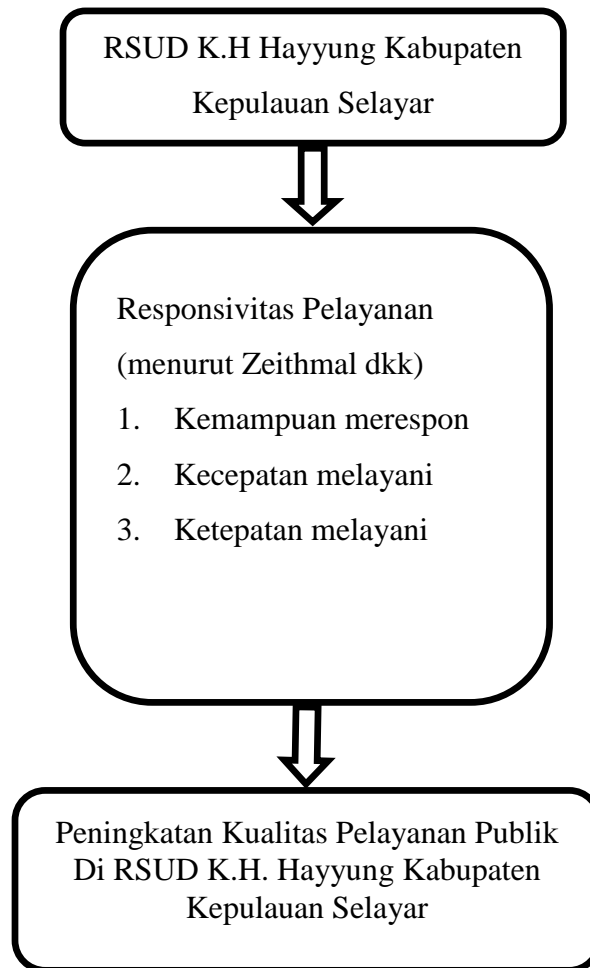 RSUD K.H Hayyung Kabupaten
Kepulauan Selayar
Responsivitas Pelayanan
(menurut Zeithmal dkk)
1. Kemampuan merespon
2. Kecepatan melayani
3. Ketepatan melayani
Peningkatan Kualitas Pelayanan Publik
Di RSUD K.H. Hayyung Kabupaten
Kepulauan Selayar